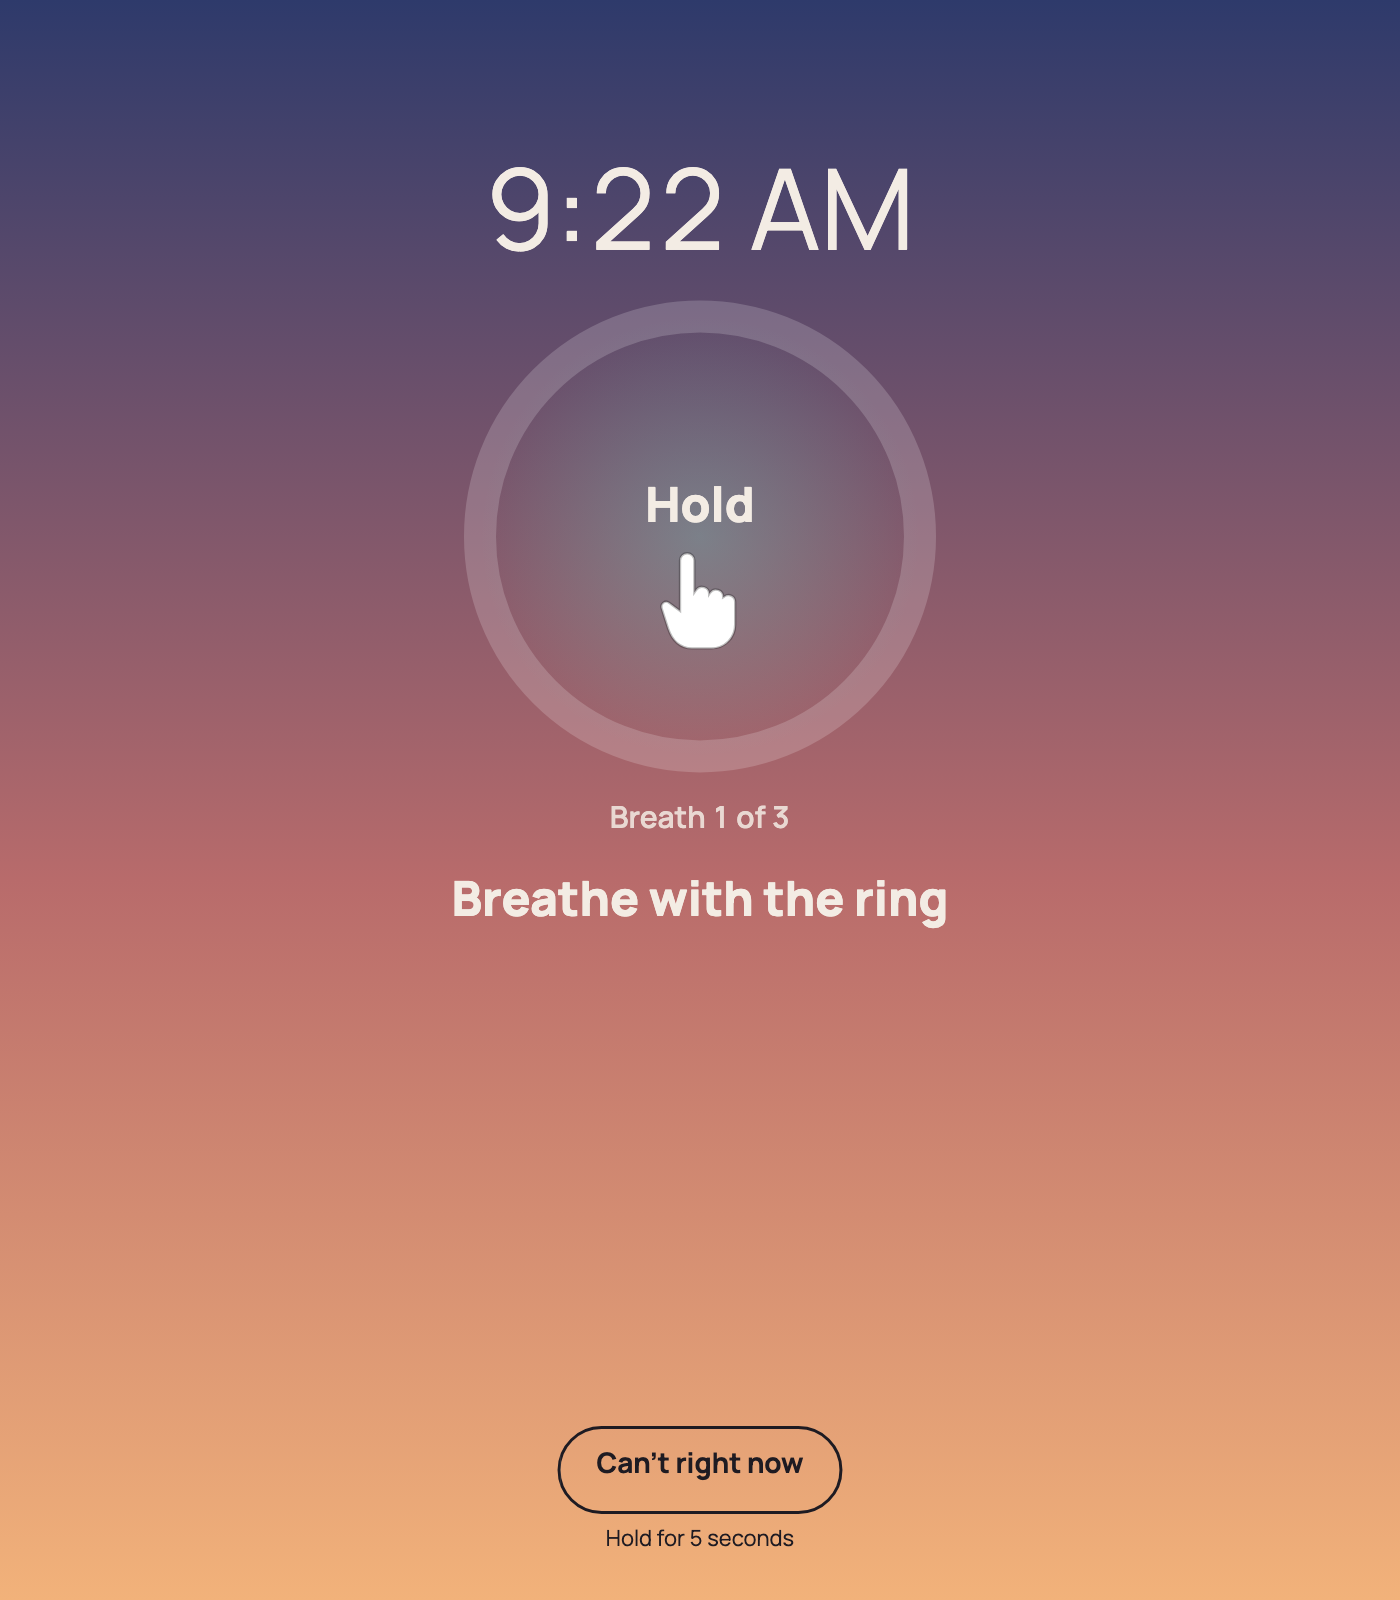 9:22 AM
Hold
Breath 1 of 3
Breathe with the ring
Can't right now
Hold for 5 seconds